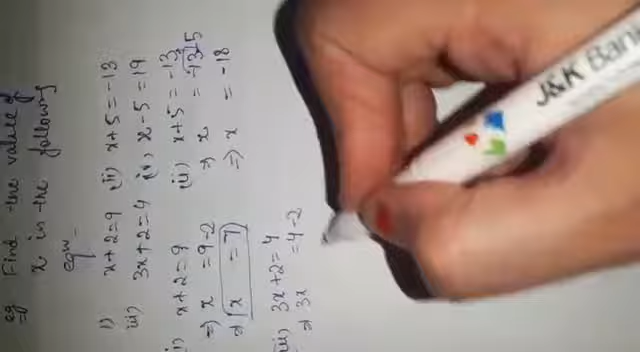 eg Find the value of
x in the following
eqn -
i) x+2=9 (ii) x+5=-13
iii) 3x+2=4 (iv, x-5=19
i) x+2=9
⇒ x = 9-2
⇒ x = 7
(ii) x+5=-13
⇒ x = -13-5
⇒ x = -18
(iii) 3x+2=4
⇒ 3x =4-2
J&K Bank